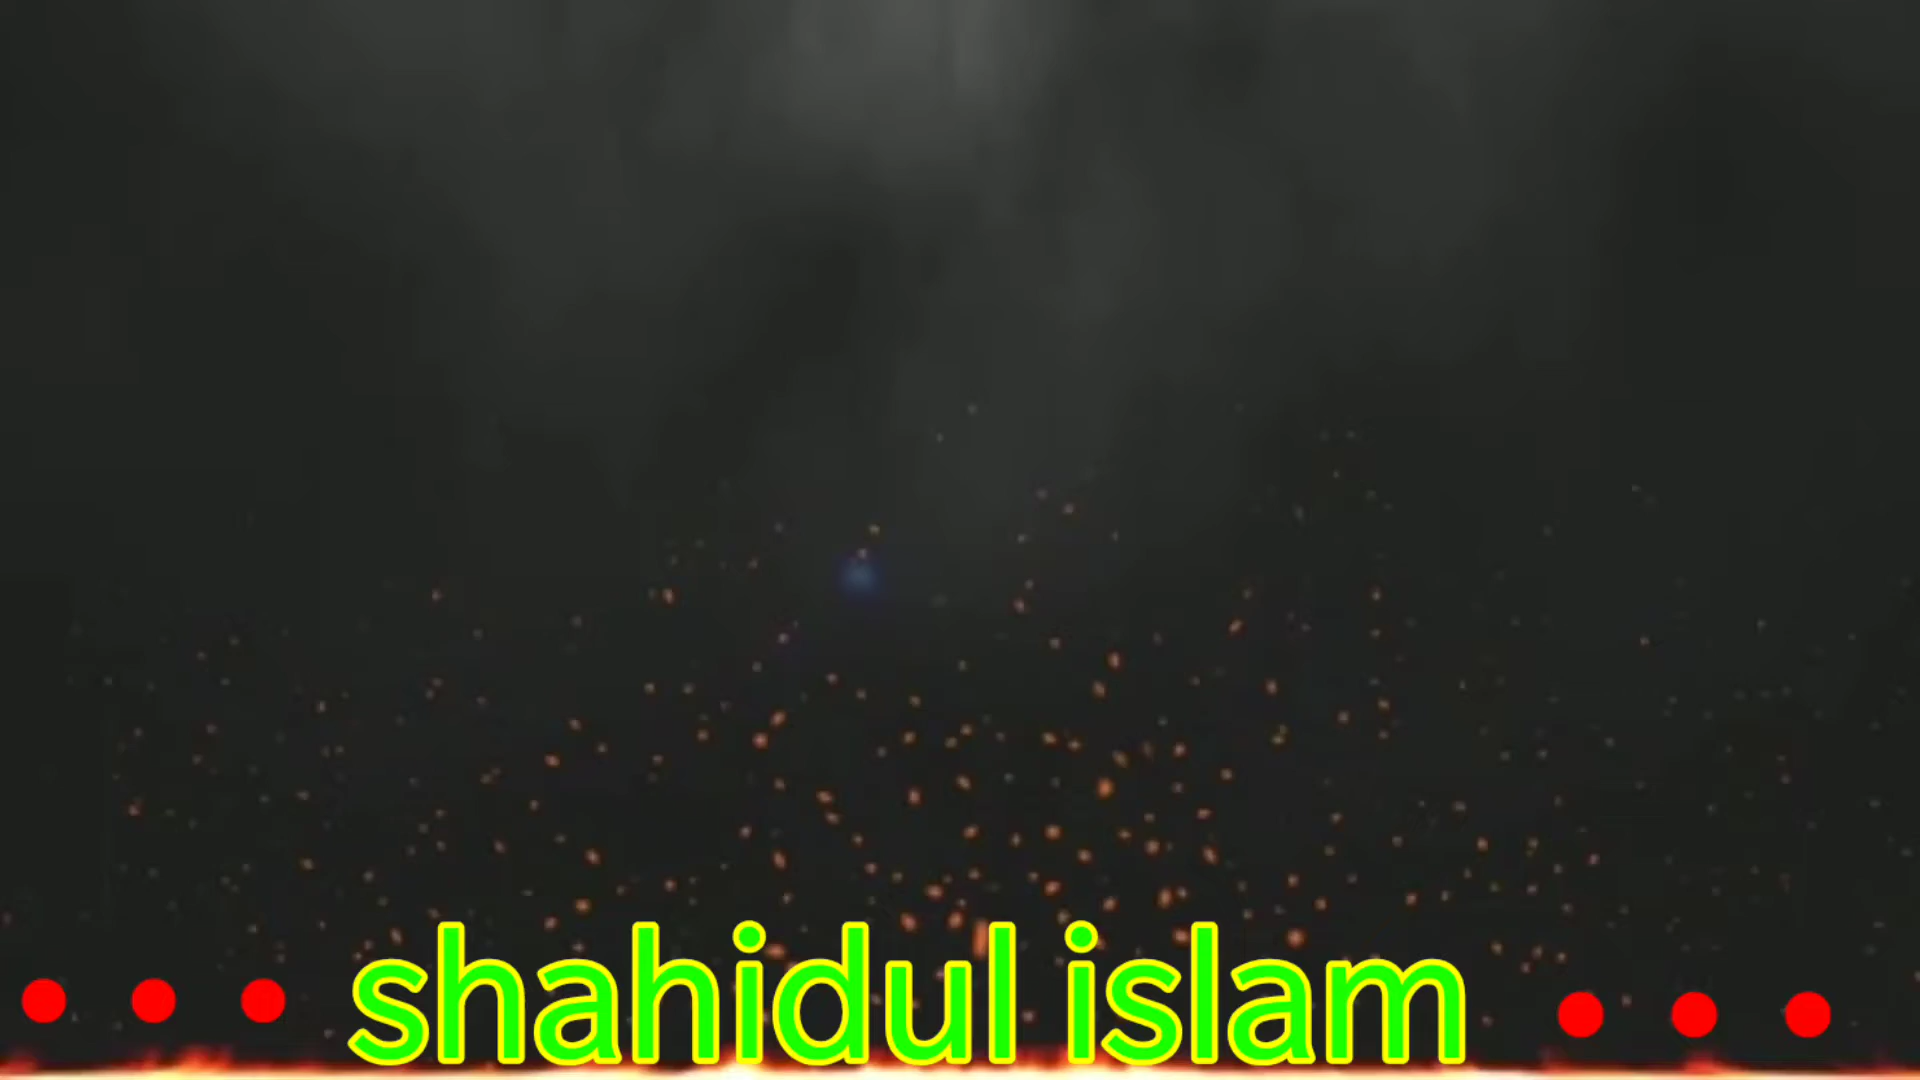 • • • shahidul islam • • •